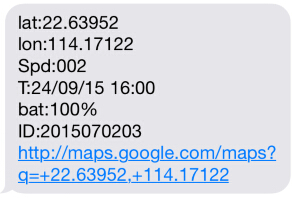 lat:22.63952
lon:114.17122
Spd:002
T:24/09/15 16:00
bat:100%
ID:2015070203
http://maps.google.com/maps?
q=+22.63952,+114.17122